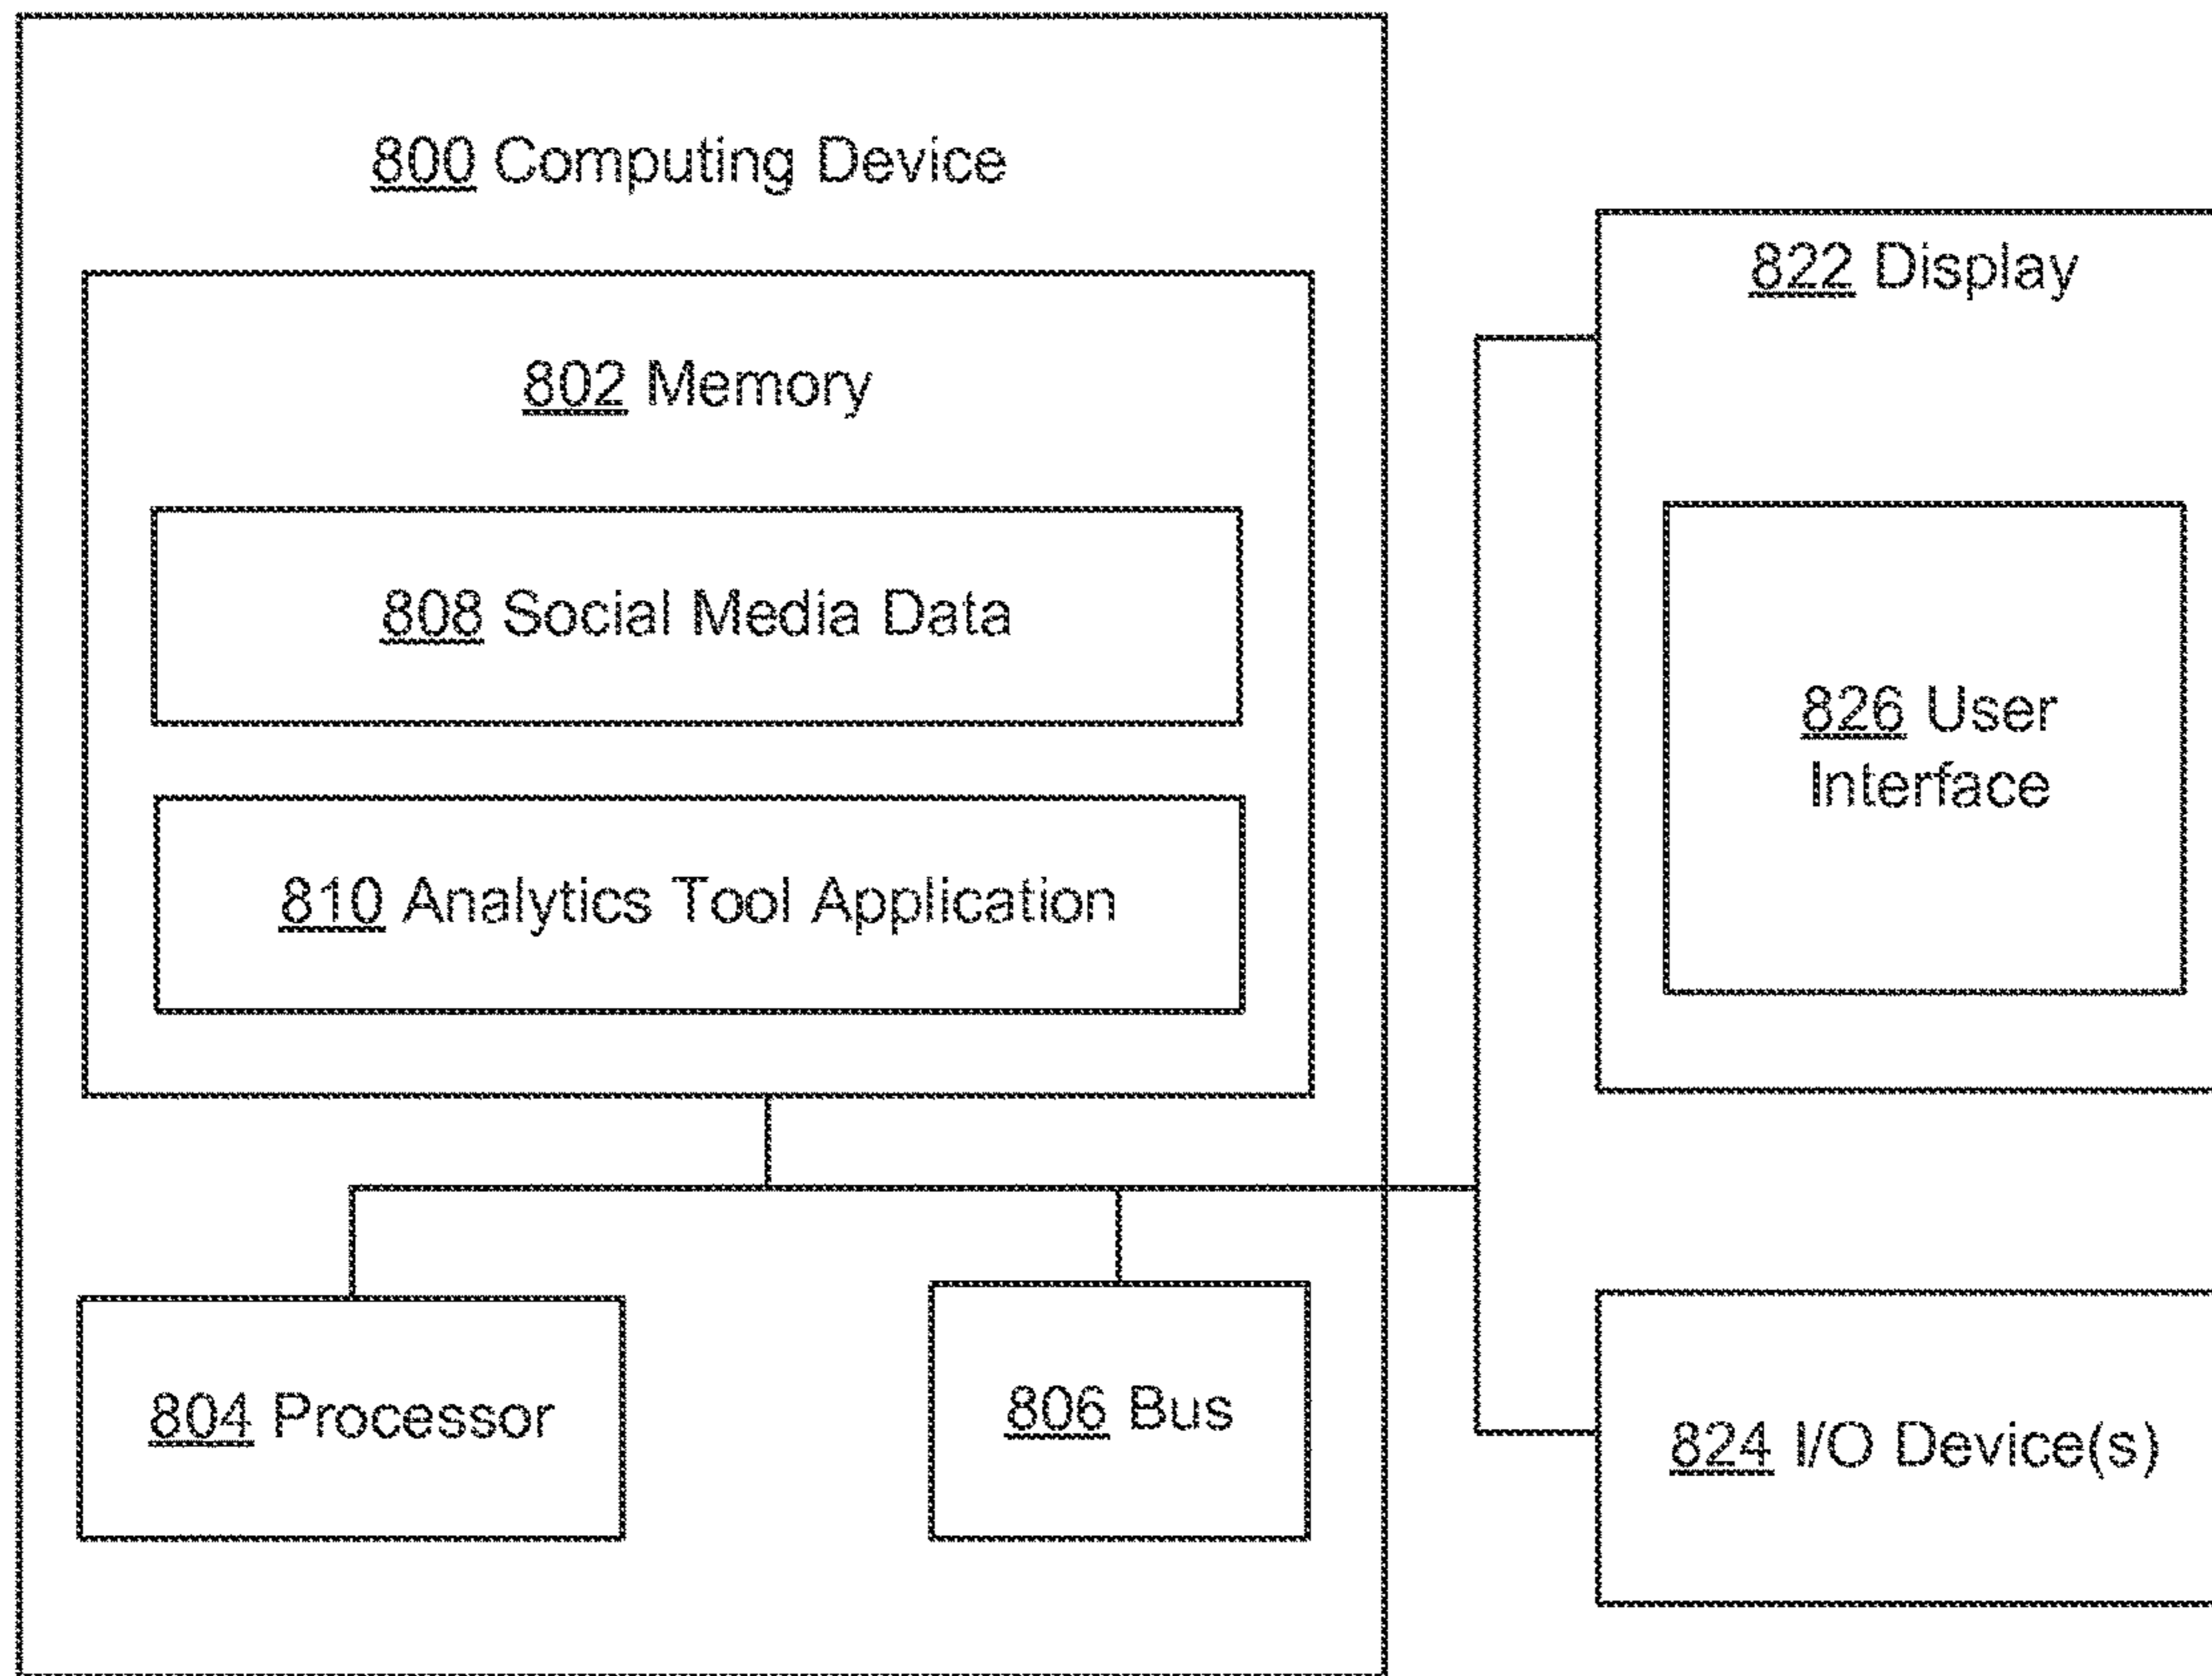 800 Computing Device
802 Memory
808 Social Media Data
810 Analytics Tool Application
804 Processor
806 Bus
822 Display
826 User
Interface
824 I/O Device(s)